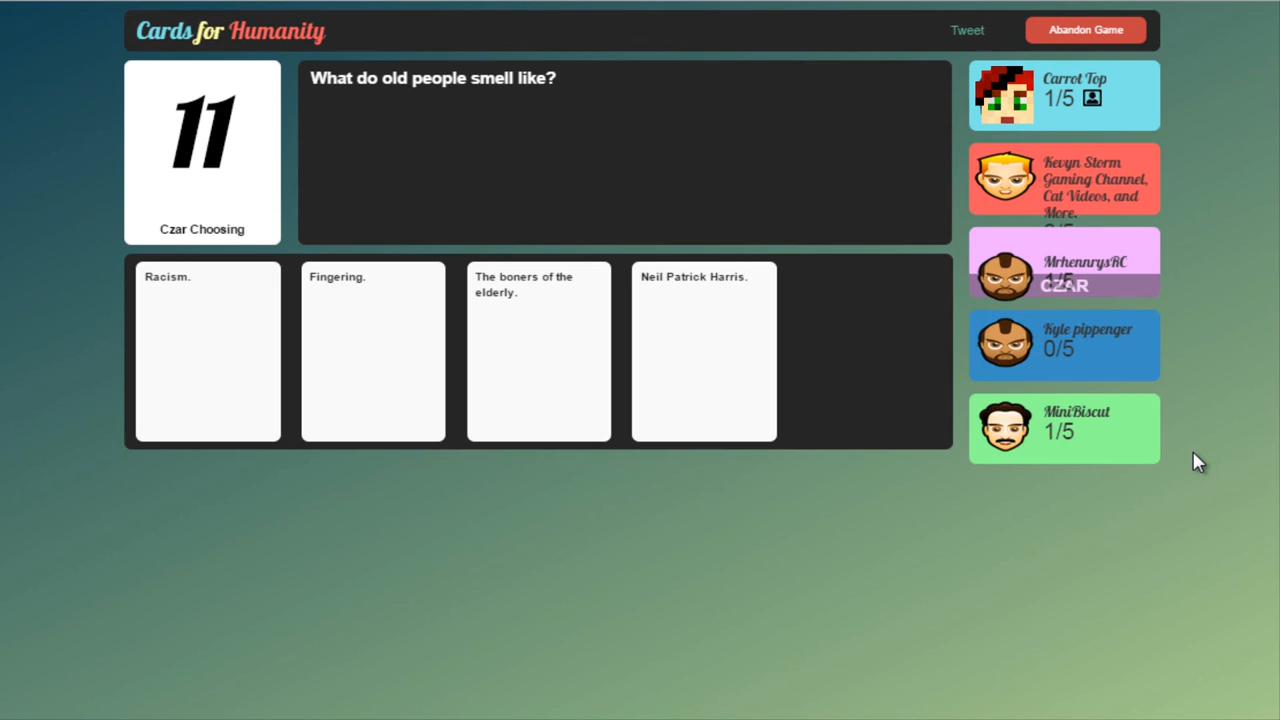 Cards for Humanity
Tweet
Abandon Game
11
Czar Choosing
What do old people smell like?
Racism.
Fingering.
The boners of the
elderly.
Neil Patrick Harris.
Carrot Top
1/5
Kevyn Storm
Gaming Channel,
Cat Videos, and
More.
MrhennrysRC
1/5
CZAR
Kyle pippenger
0/5
MiniBiscut
1/5